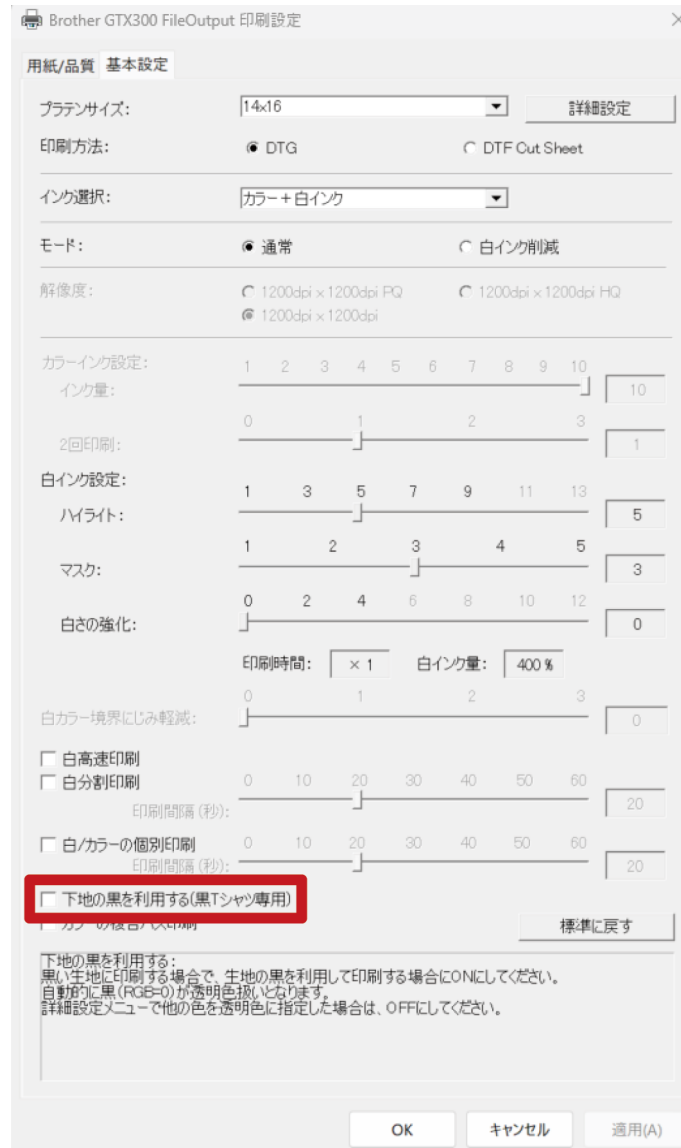 Brother GTX300 FileOutput 印刷設定
用紙/品質 基本設定
プラテンサイズ: 14x16 詳細設定
印刷方法: DTG DTF Cut Sheet
インク選択: カラー+白インク
モード: 通常 白インク削減
解像度: 1200dpi×1200dpi PQ 1200dpi×1200dpi HQ
1200dpi×1200dpi
カラーインク設定: 1 2 3 4 5 6 7 8 9 10
インク量: 10
0 1 2 3
2回印刷: 1
白インク設定:
1 3 5 7 9 11 13
ハイライト: 5
1 2 3 4 5
マスク: 3
0 2 4 6 8 10 12
白さの強化: 0
印刷時間: ×1 白インク量: 400%
0 1 2 3
白カラー境界にじみ軽減: 0
白高速印刷
白分割印刷 0 10 20 30 40 50 60
印刷間隔(秒): 20
白/カラーの個別印刷 0 10 20 30 40 50 60
印刷間隔(秒): 20
下地の黒を利用する(黒Tシャツ専用)
カラーの複合パス印刷 標準に戻す
下地の黒を利用する:
黒い生地に印刷する場合で、生地の黒を利用して印刷する場合にONにしてください。
自動的に黒(RGB=0)が透明色扱いとなります。
詳細設定メニューで他の色を透明色に指定した場合は、OFFにしてください。
OK キャンセル 適用(A)